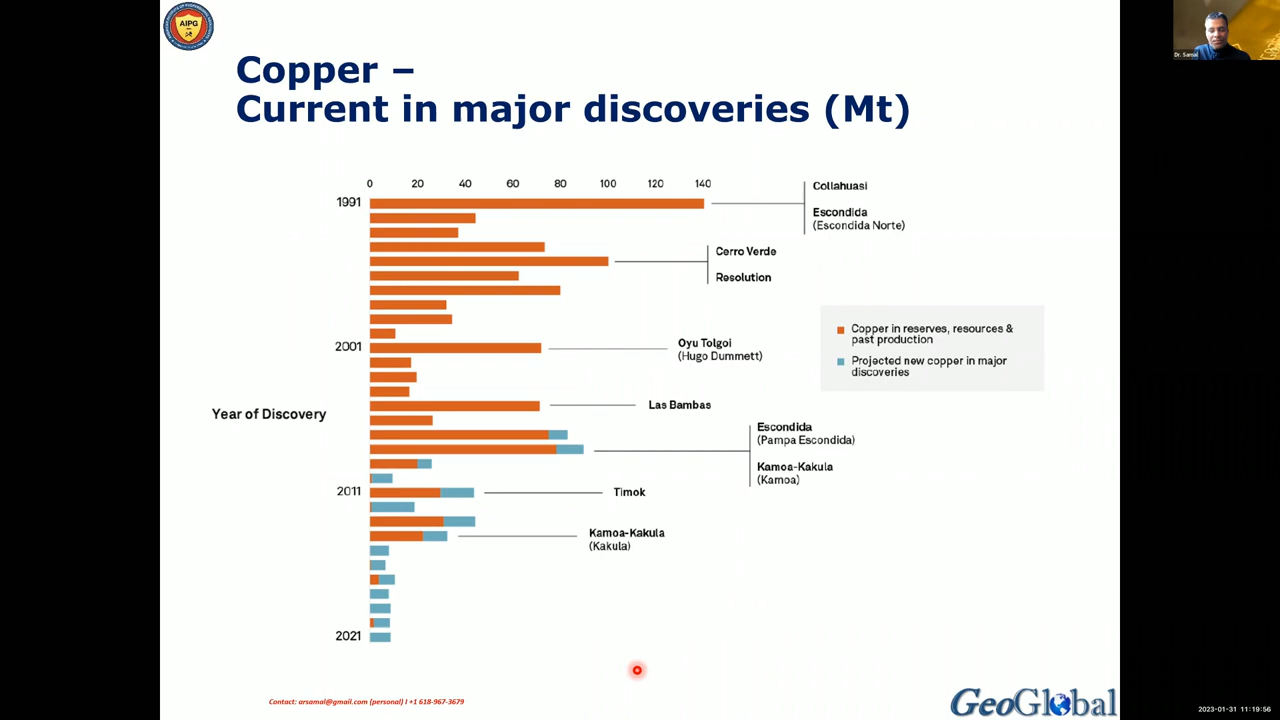 AIPG
Copper –
Current in major discoveries (Mt)
Dr. Samal
0 20 40 60 80 100 120 140
1991
Collahuasi
Escondida
(Escondida Norte)
Cerro Verde
Resolution
Copper in reserves, resources &
past production
Projected new copper in major
discoveries
2001
Oyu Tolgoi
(Hugo Dummett)
Las Bambas
Year of Discovery
Escondida
(Pampa Escondida)
Kamoa-Kakula
(Kamoa)
2011
Timok
Kamoa-Kakula
(Kakula)
2021
Contact: arsamal@gmail.com (personal) I +1 618-967-3679
GeoGlobal
2023-01-31 11:19:56